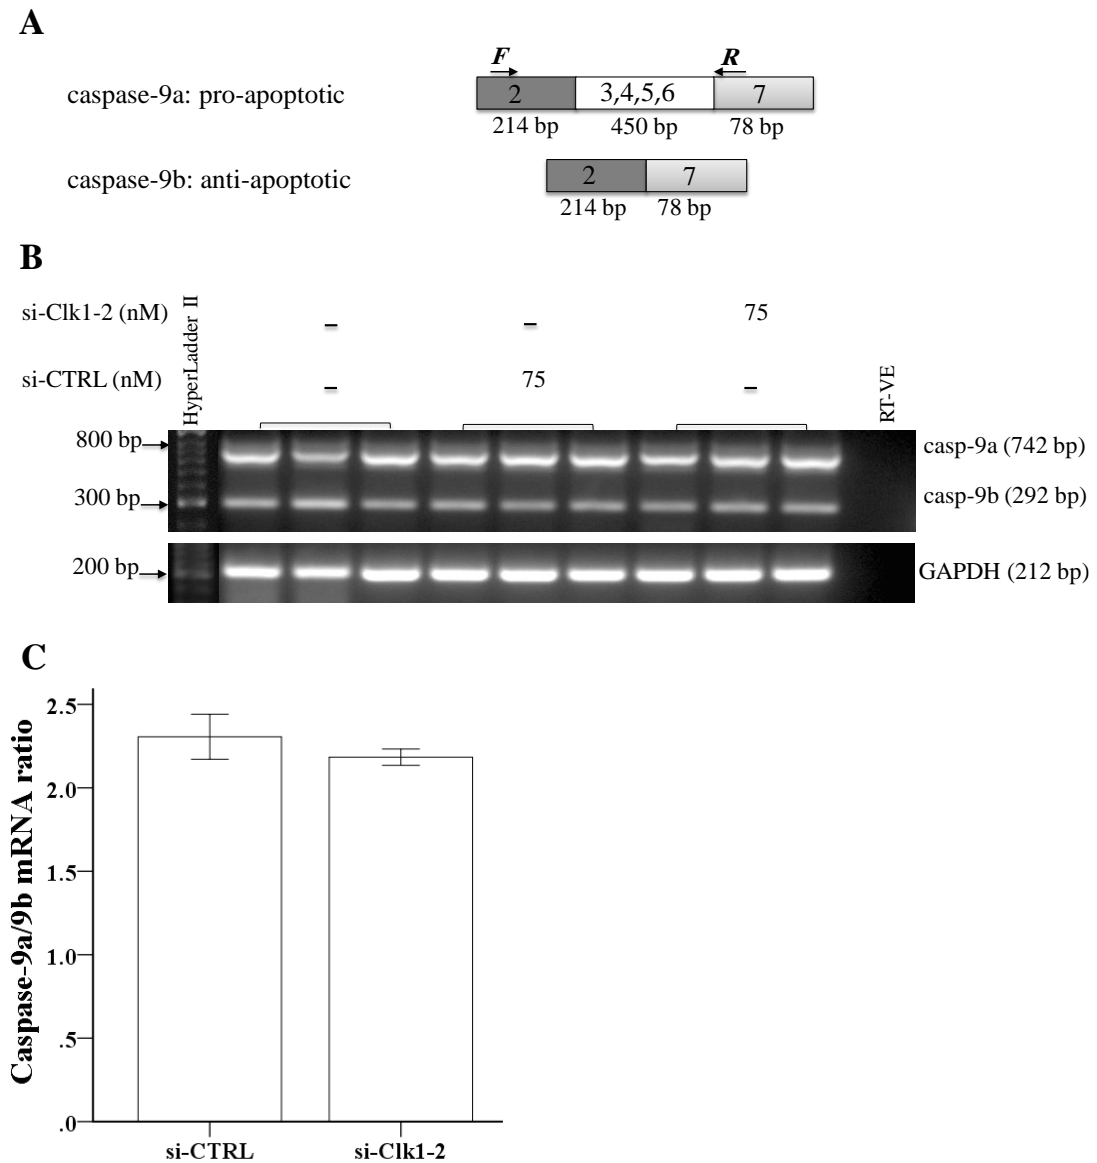 A
F R
caspase-9a: pro-apoptotic 2 3,4,5,6 7
214 bp 450 bp 78 bp
caspase-9b: anti-apoptotic 2 7
214 bp 78 bp
B
si-Clk1-2 (nM) – – 75
si-CTRL (nM) – 75 –
HyperLadder II
RT-VE
800 bp casp-9a (742 bp)
300 bp casp-9b (292 bp)
200 bp GAPDH (212 bp)
C
Caspase-9a/9b mRNA ratio
2.5
2.0
1.5
1.0
.5
.0
si-CTRL si-Clk1-2